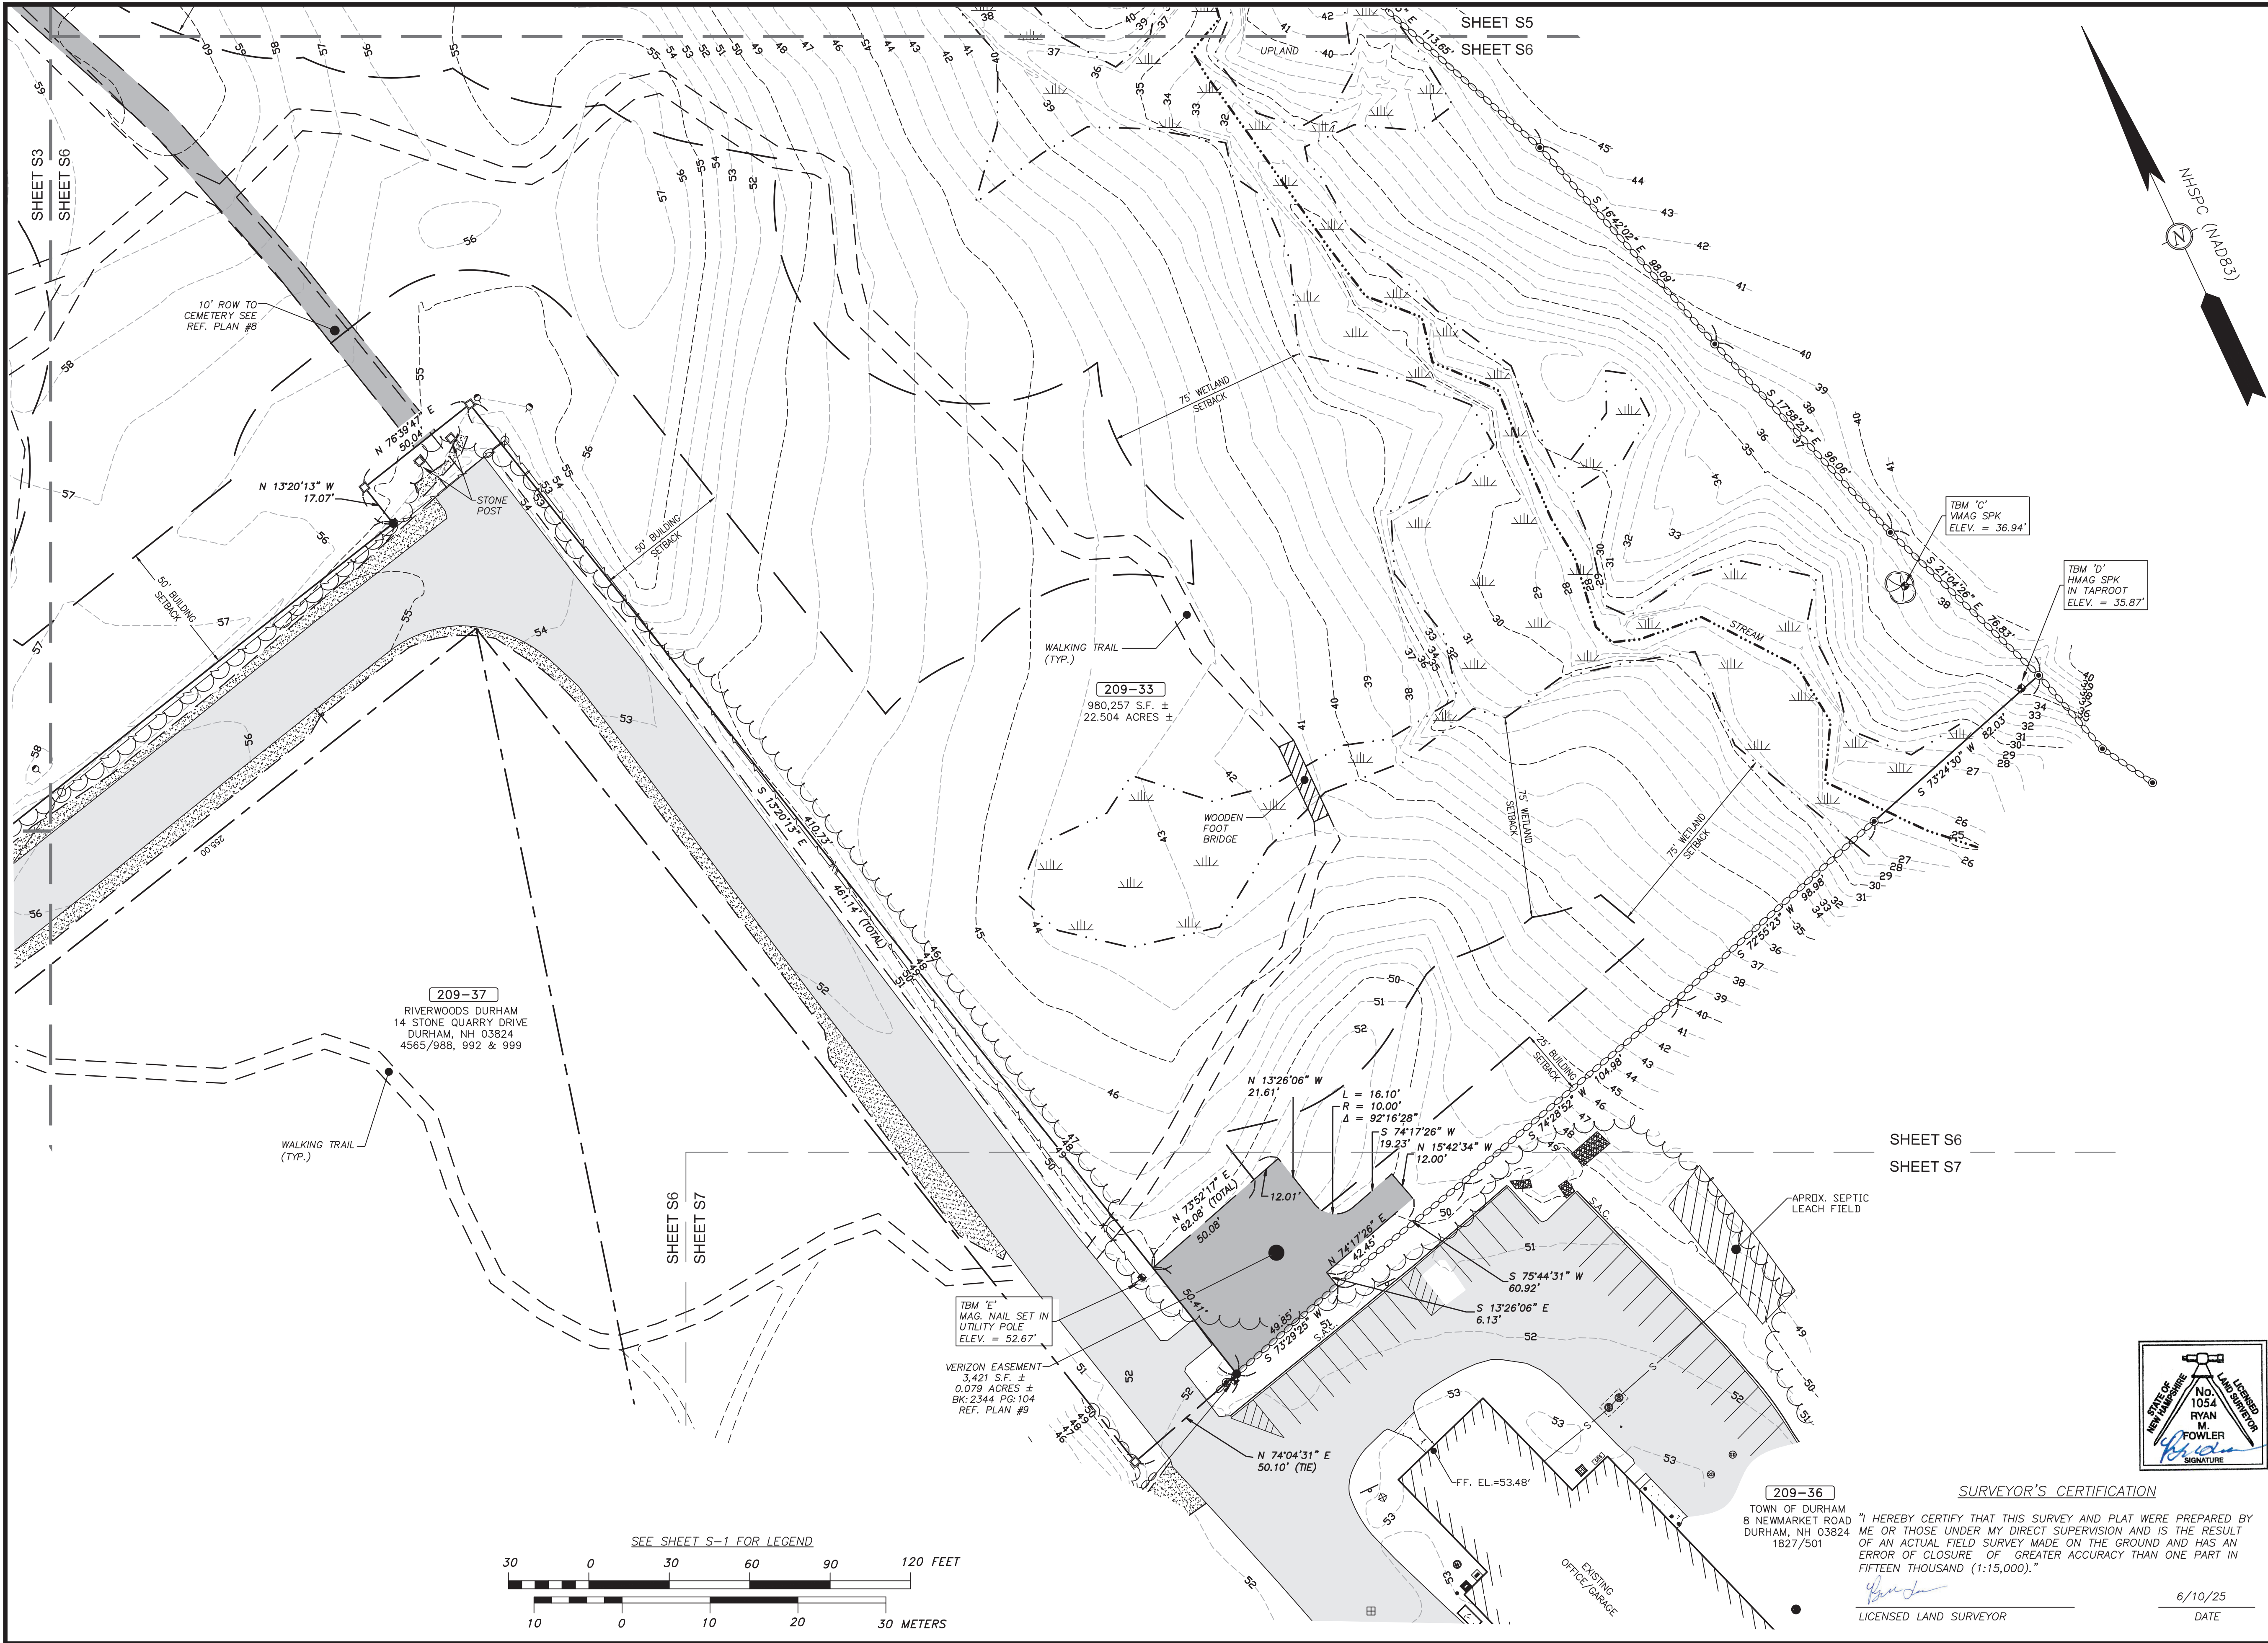 SHEET S5
SHEET S6
SHEET S3
SHEET S6
UPLAND
113.65'
NHSPC (NAD83)
N
10' ROW TO
CEMETERY SEE
REF. PLAN #8
N 76°39'47" E
50.04'
N 13°20'13" W
17.07'
STONE
POST
50' BUILDING
SETBACK
50' BUILDING
SETBACK
75' WETLAND
SETBACK
S 16°42'02" E
98.09'
S 17°58'23" E
96.06'
S 21°04'26" E
76.83'
TBM 'C'
VMAG SPK
ELEV. = 36.94'
TBM 'D'
HMAG SPK
IN TAPROOT
ELEV. = 35.87'
STREAM
WALKING TRAIL
(TYP.)
209-33
980,257 S.F. ±
22.504 ACRES ±
WOODEN
FOOT
BRIDGE
75' WETLAND
SETBACK
75' WETLAND
SETBACK
S 73°24'30" W 82.03'
S 72°55'23" W 98.98'
25' BUILDING
SETBACK
S 74°28'52" W 104.98'
S 13°20'13" E
410.73'
461.14' (TOTAL)
255.00
209-37
RIVERWOODS DURHAM
14 STONE QUARRY DRIVE
DURHAM, NH 03824
4565/988, 992 & 999
WALKING TRAIL
(TYP.)
N 13°26'06" W
21.61'
L = 16.10'
R = 10.00'
Δ = 92°16'28"
S 74°17'26" W
19.23'
N 15°42'34" W
12.00'
N 73°52'17" E
62.08' (TOTAL)
50.08'
12.01'
N 74°17'26" E
42.45'
50.41'
49.85'
S 73°29'25" W
S.A.C.
S.A.C.
S 75°44'31" W
60.92'
S 13°26'06" E
6.13'
SHEET S6
SHEET S7
SHEET S6
SHEET S7
APROX. SEPTIC
LEACH FIELD
TBM 'E'
MAG. NAIL SET IN
UTILITY POLE
ELEV. = 52.67'
VERIZON EASEMENT
3,421 S.F. ±
0.079 ACRES ±
BK: 2344 PG: 104
REF. PLAN #9
N 74°04'31" E
50.10' (TIE)
FF. EL.=53.48'
EXISTING
OFFICE/GARAGE
209-36
TOWN OF DURHAM
8 NEWMARKET ROAD
DURHAM, NH 03824
1827/501
STATE OF
NEW HAMPSHIRE
LICENSED
LAND SURVEYOR
No.
1054
RYAN
M.
FOWLER
SIGNATURE
SURVEYOR'S CERTIFICATION
"I HEREBY CERTIFY THAT THIS SURVEY AND PLAT WERE PREPARED BY
ME OR THOSE UNDER MY DIRECT SUPERVISION AND IS THE RESULT
OF AN ACTUAL FIELD SURVEY MADE ON THE GROUND AND HAS AN
ERROR OF CLOSURE OF GREATER ACCURACY THAN ONE PART IN
FIFTEEN THOUSAND (1:15,000)."
6/10/25
LICENSED LAND SURVEYOR
DATE
SEE SHEET S-1 FOR LEGEND
30 0 30 60 90 120 FEET
10 0 10 20 30 METERS